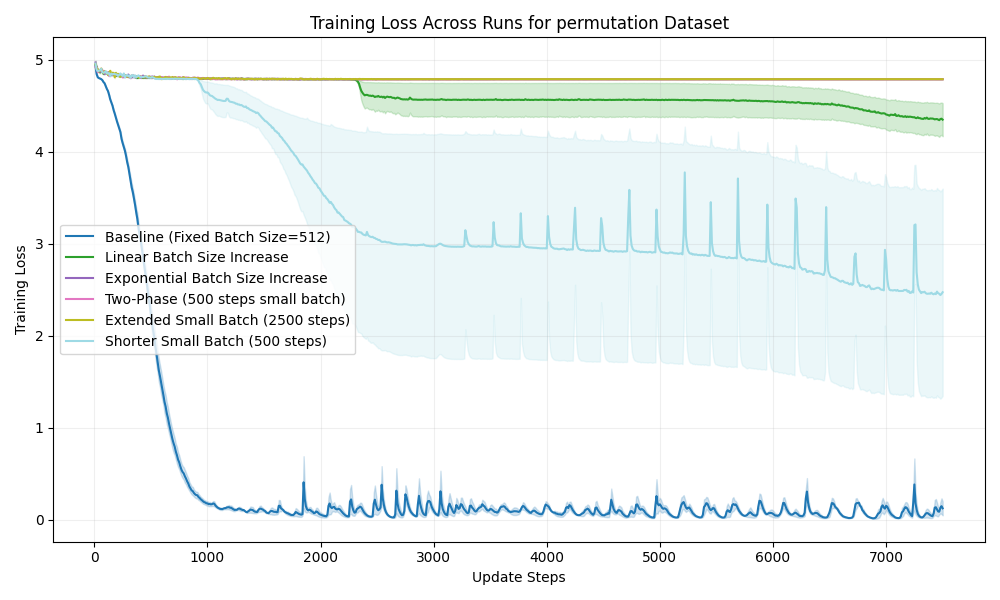 Training Loss Across Runs for permutation Dataset
Training Loss
5
4
3
2
1
0
Baseline (Fixed Batch Size=512)
Linear Batch Size Increase
Exponential Batch Size Increase
Two-Phase (500 steps small batch)
Extended Small Batch (2500 steps)
Shorter Small Batch (500 steps)
0 1000 2000 3000 4000 5000 6000 7000
Update Steps